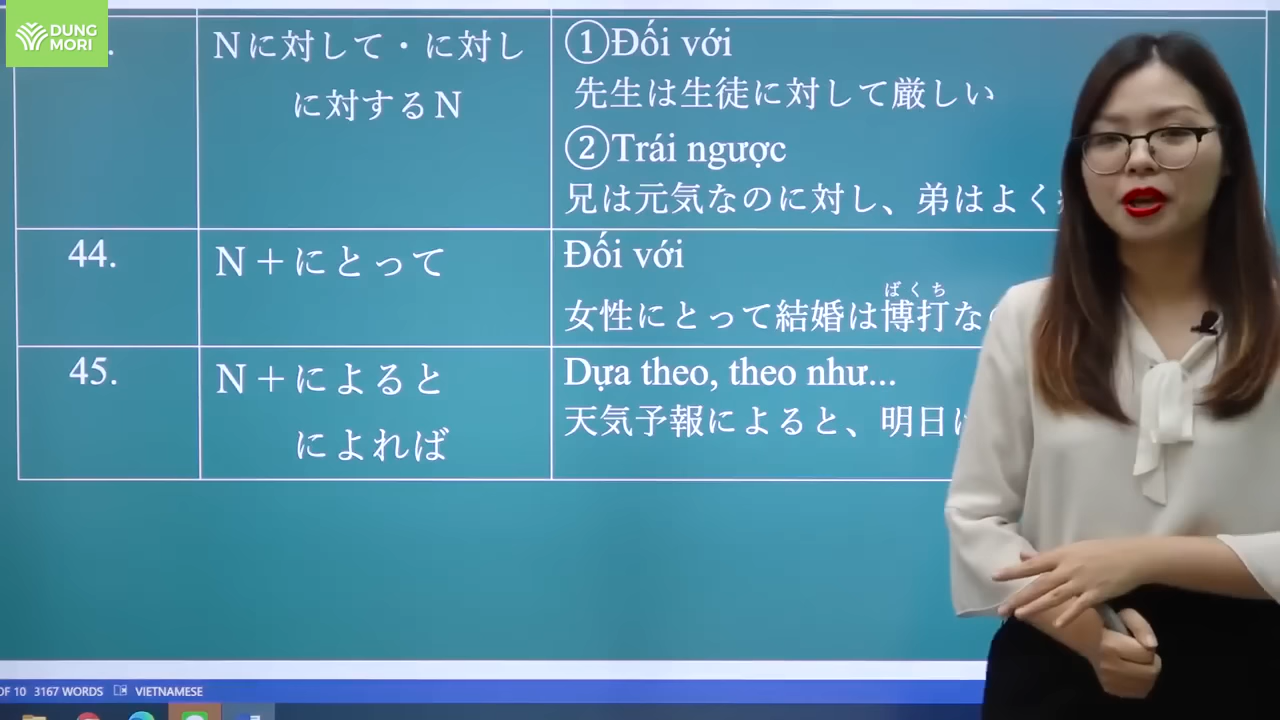 DUNG
MORI
Nに対して・に対し
に対するN
①Đối với
先生は生徒に対して厳しい
②Trái ngược
兄は元気なのに対し、弟はよく
44.
N＋にとって
Đối với
ばくち
女性にとって結婚は博打な
45.
N＋によると
によれば
Dựa theo, theo như...
天気予報によると、明日
OF 10 3167 WORDS VIETNAMESE